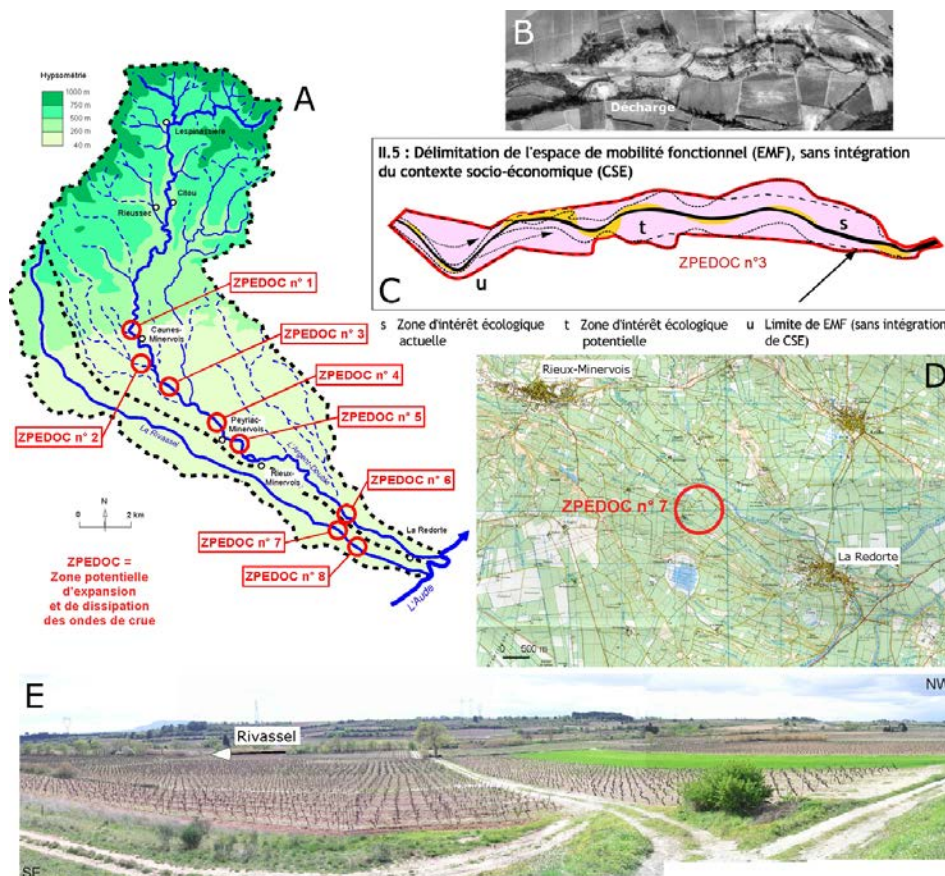 A
Hypsométrie
1000 m
750 m
500 m
260 m
40 m
Lespinassière
Citou
Rieussec
ZPEDOC n° 1
Caunes-
Minervois
ZPEDOC n° 3
ZPEDOC n° 4
ZPEDOC n° 5
Peyriac-
Minervois
ZPEDOC n° 2
Le Rivassel
L'Argent-Double
Rieux-
Minervois
ZPEDOC n° 6
N
0
2 km
ZPEDOC n° 7
La Redorte
ZPEDOC n° 8
L'Aude
ZPEDOC =
Zone potentielle
d'expansion
et de dissipation
des ondes de crue
B
Décharge
II.5 : Délimitation de l'espace de mobilité fonctionnel (EMF), sans intégration
du contexte socio-économique (CSE)
s
t
u
ZPEDOC n°3
C
s Zone d'intérêt écologique
actuelle
t Zone d'intérêt écologique
potentielle
u Limite de EMF (sans intégration
de CSE)
D
Rieux-Minervois
ZPEDOC n° 7
La Redorte
0 500 m
E
NW
Rivassel
SE